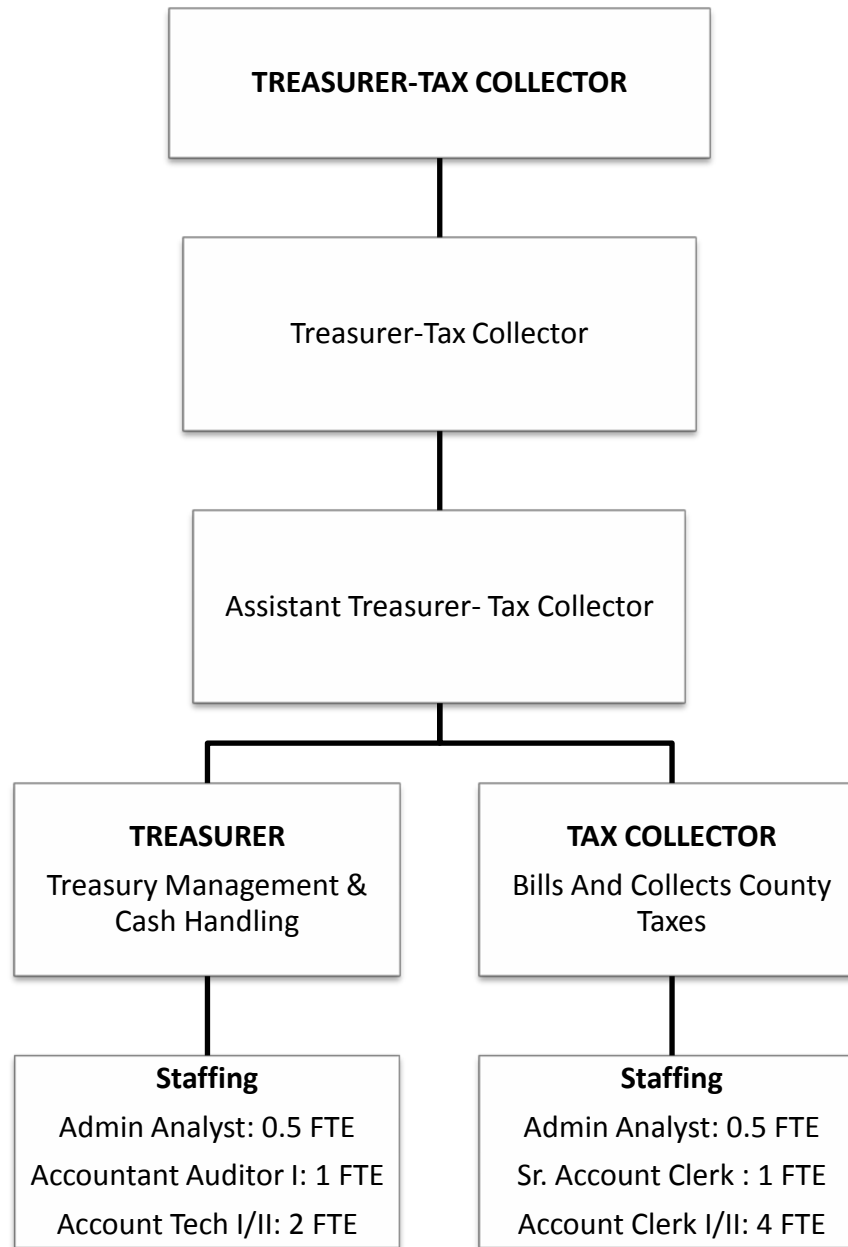 TREASURER-TAX COLLECTOR
Treasurer-Tax Collector
Assistant Treasurer- Tax Collector
TREASURER
Treasury Management &
Cash Handling
TAX COLLECTOR
Bills And Collects County
Taxes
Staffing
Admin Analyst: 0.5 FTE
Accountant Auditor I: 1 FTE
Account Tech I/II: 2 FTE
Staffing
Admin Analyst: 0.5 FTE
Sr. Account Clerk : 1 FTE
Account Clerk I/II: 4 FTE